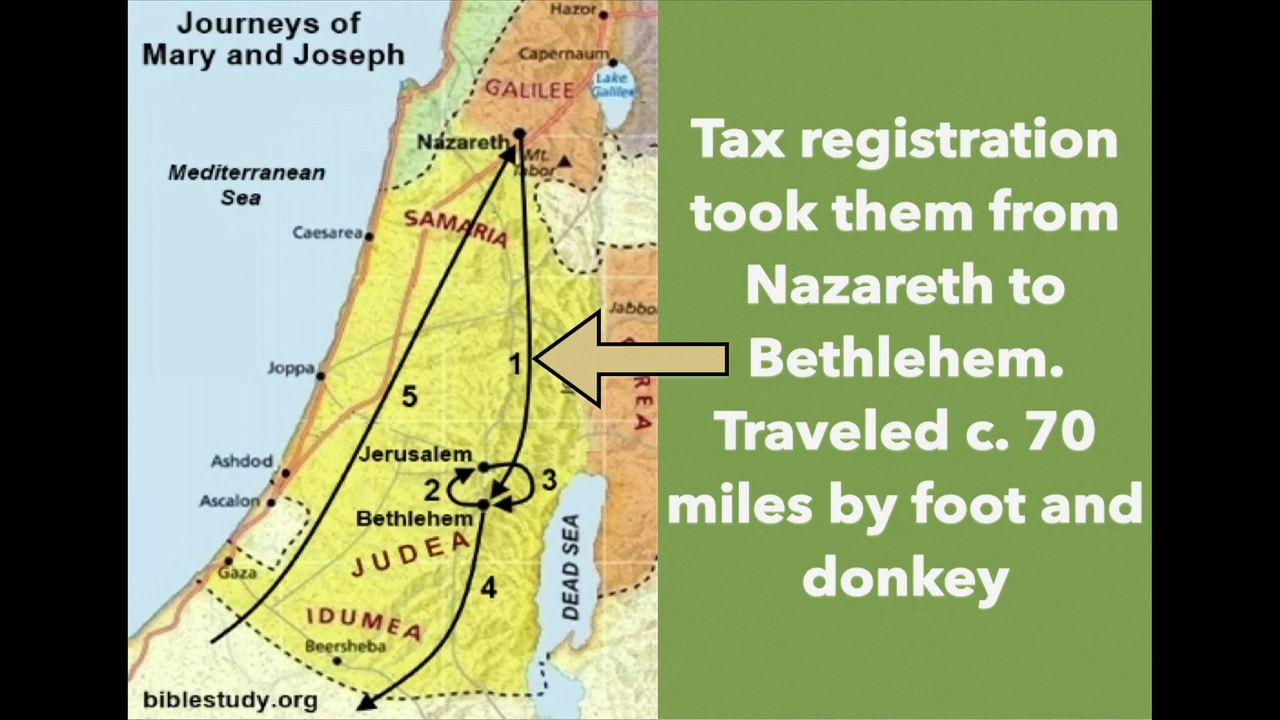 Journeys of
Mary and Joseph
Hazor
Capernaum
Lake
Galilee
GALILEE
Nazareth
Mt.
Tabor
Mediterranean
Sea
SAMARIA
Caesarea
Jabbo
Joppa
1
5
Ashdod
Jerusalem
Ascalon
2
3
Bethlehem
JUDEA
Gaza
4
DEAD SEA
IDUMEA
Beersheba
biblestudy.org
Tax registration
took them from
Nazareth to
Bethlehem.
Traveled c. 70
miles by foot and
donkey